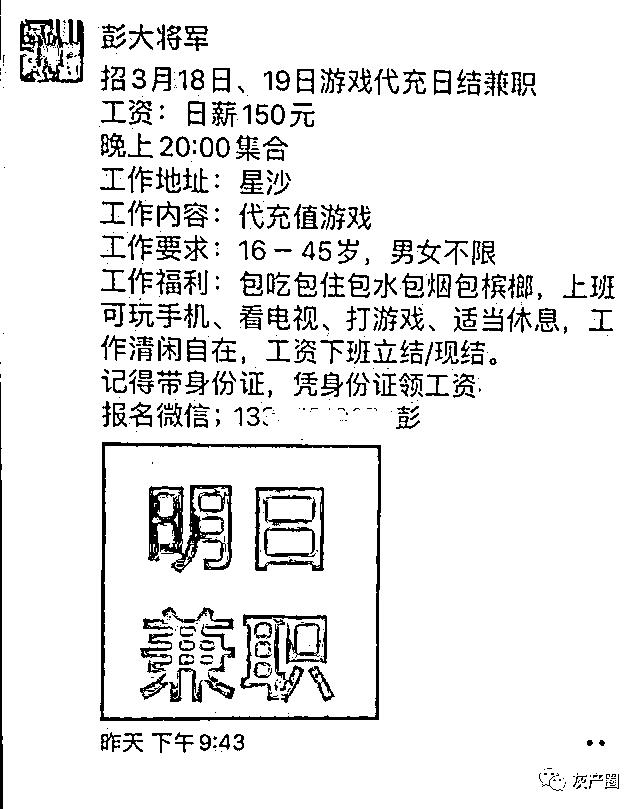 彭大将军
招3月18日、19日游戏代充日结兼职
工资：日薪150元
晚上20:00集合
工作地址：星沙
工作内容：代充值游戏
工作要求：16－45岁，男女不限
工作福利：包吃包住包水包烟包槟榔，上班
可玩手机、看电视、打游戏、适当休息，工
作清闲自在，工资下班立结/现结。
记得带身份证，凭身份证领工资
报名微信；133 彭
明日
兼职
昨天 下午9:43
灰产圈